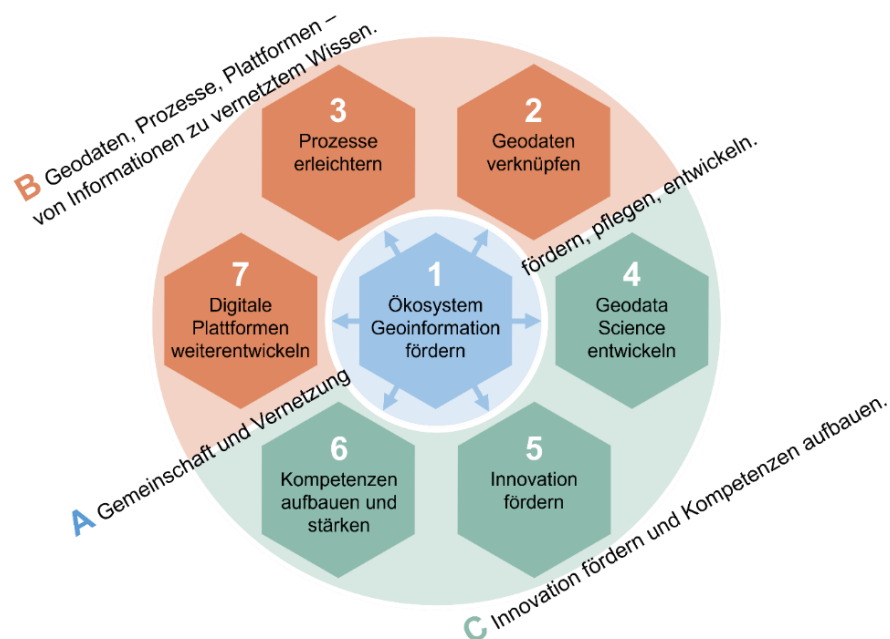 B Geodaten, Prozesse, Plattformen –
von Informationen zu vernetztem Wissen.
3
Prozesse
erleichtern
2
Geodaten
verknüpfen
A Gemeinschaft und Vernetzung fördern, pflegen, entwickeln.
7
Digitale
Plattformen
weiterentwickeln
1
Ökosystem
Geoinformation
fördern
4
Geodata
Science
entwickeln
6
Kompetenzen
aufbauen und
stärken
5
Innovation
fördern
C Innovation fördern und Kompetenzen aufbauen.